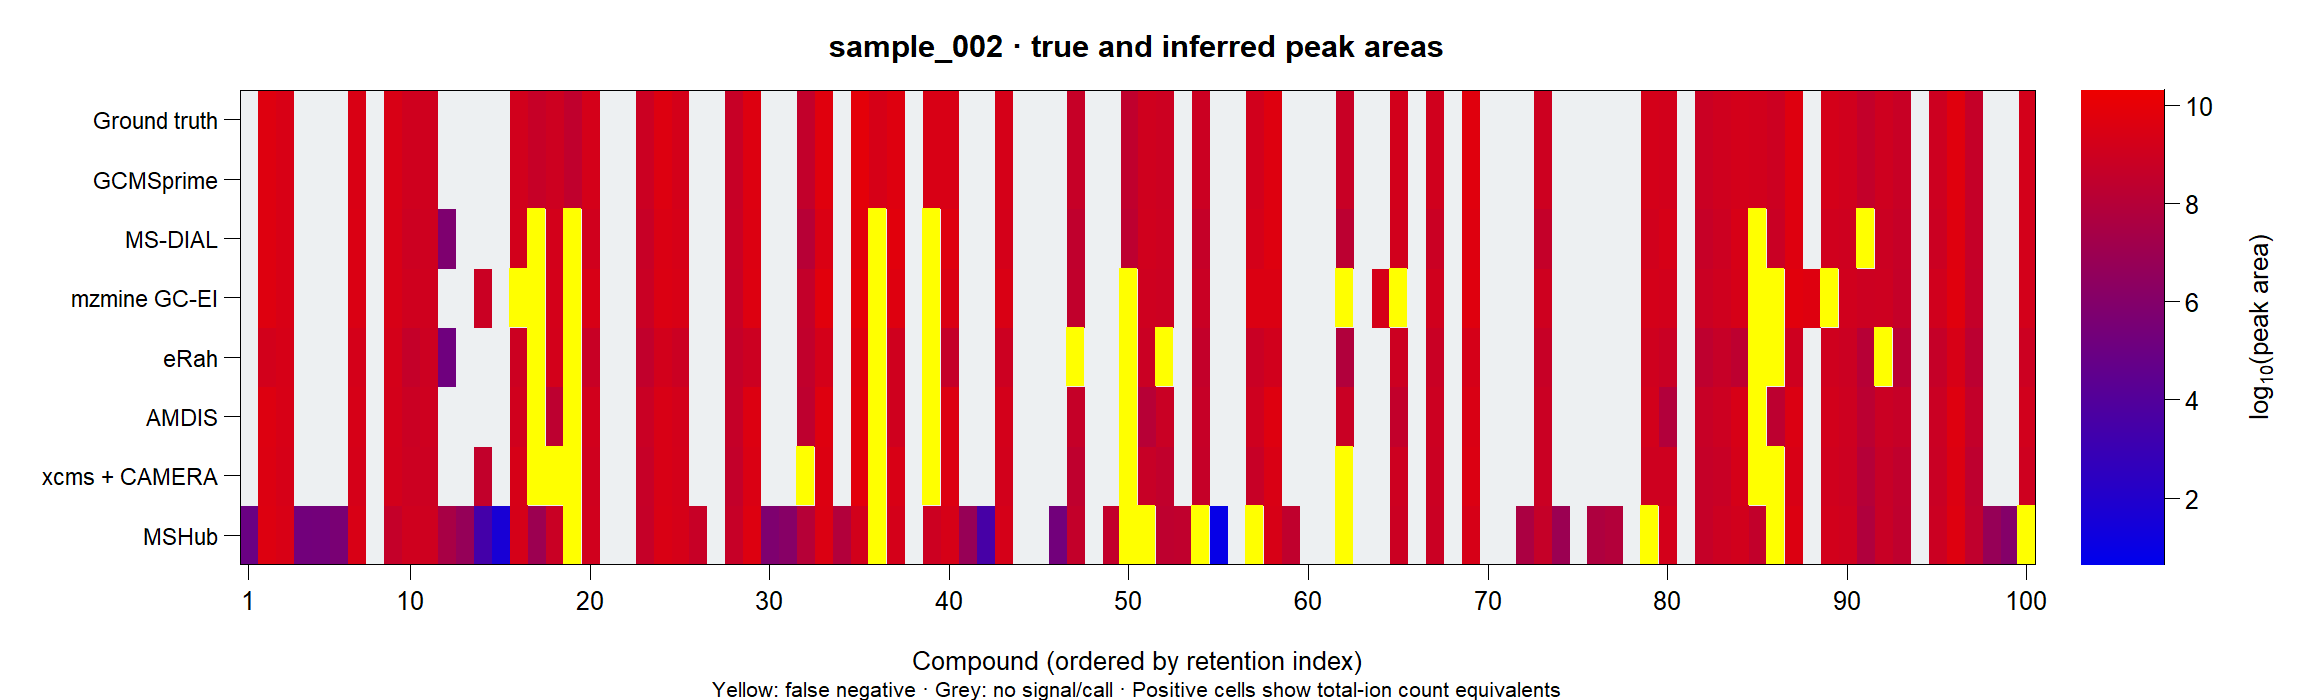 sample_002 · true and inferred peak areas
Ground truth
GCMSprime
MS-DIAL
mzmine GC-EI
eRah
AMDIS
xcms + CAMERA
MSHub
1 10 20 30 40 50 60 70 80 90 100
Compound (ordered by retention index)
Yellow: false negative · Grey: no signal/call · Positive cells show total-ion count equivalents
10
8
6
4
2
log₁₀(peak area)